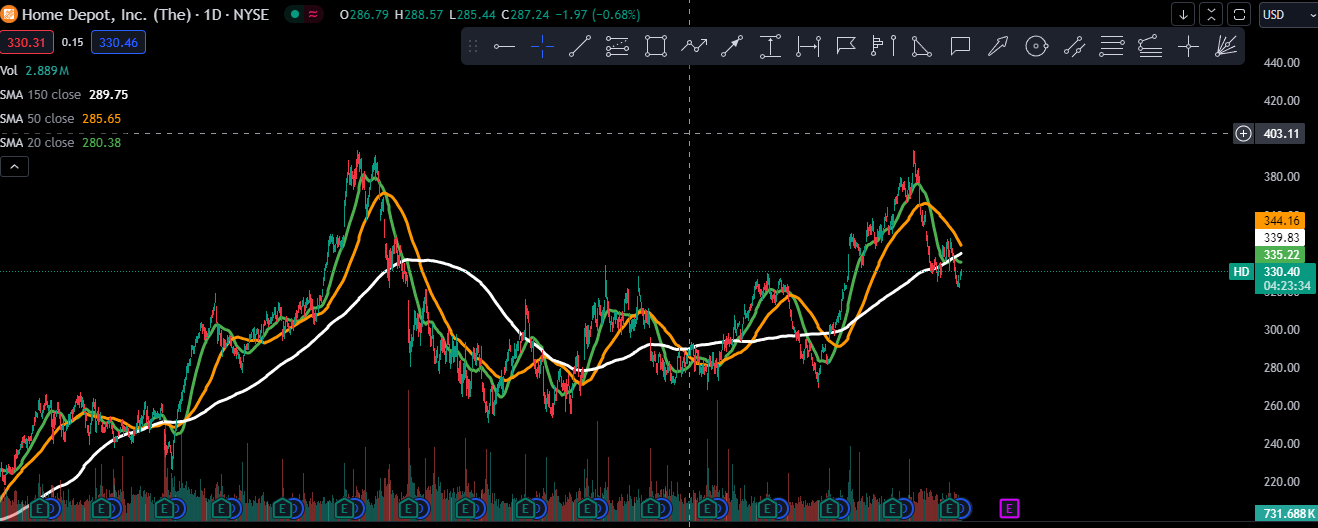 Home Depot, Inc. (The) · 1D · NYSE O286.79 H288.57 L285.44 C287.24 −1.97 (−0.68%)
USD
330.31 0.15 330.46
Vol 2.889M
SMA 150 close 289.75
SMA 50 close 285.65
SMA 20 close 280.38
440.00
420.00
403.11
380.00
344.16
339.83
335.22
HD 330.40
04:23:34
300.00
280.00
260.00
240.00
220.00
731.688K
E D E D E D E D E D E D E D E D E D E D E D E D E D E D E D E D E